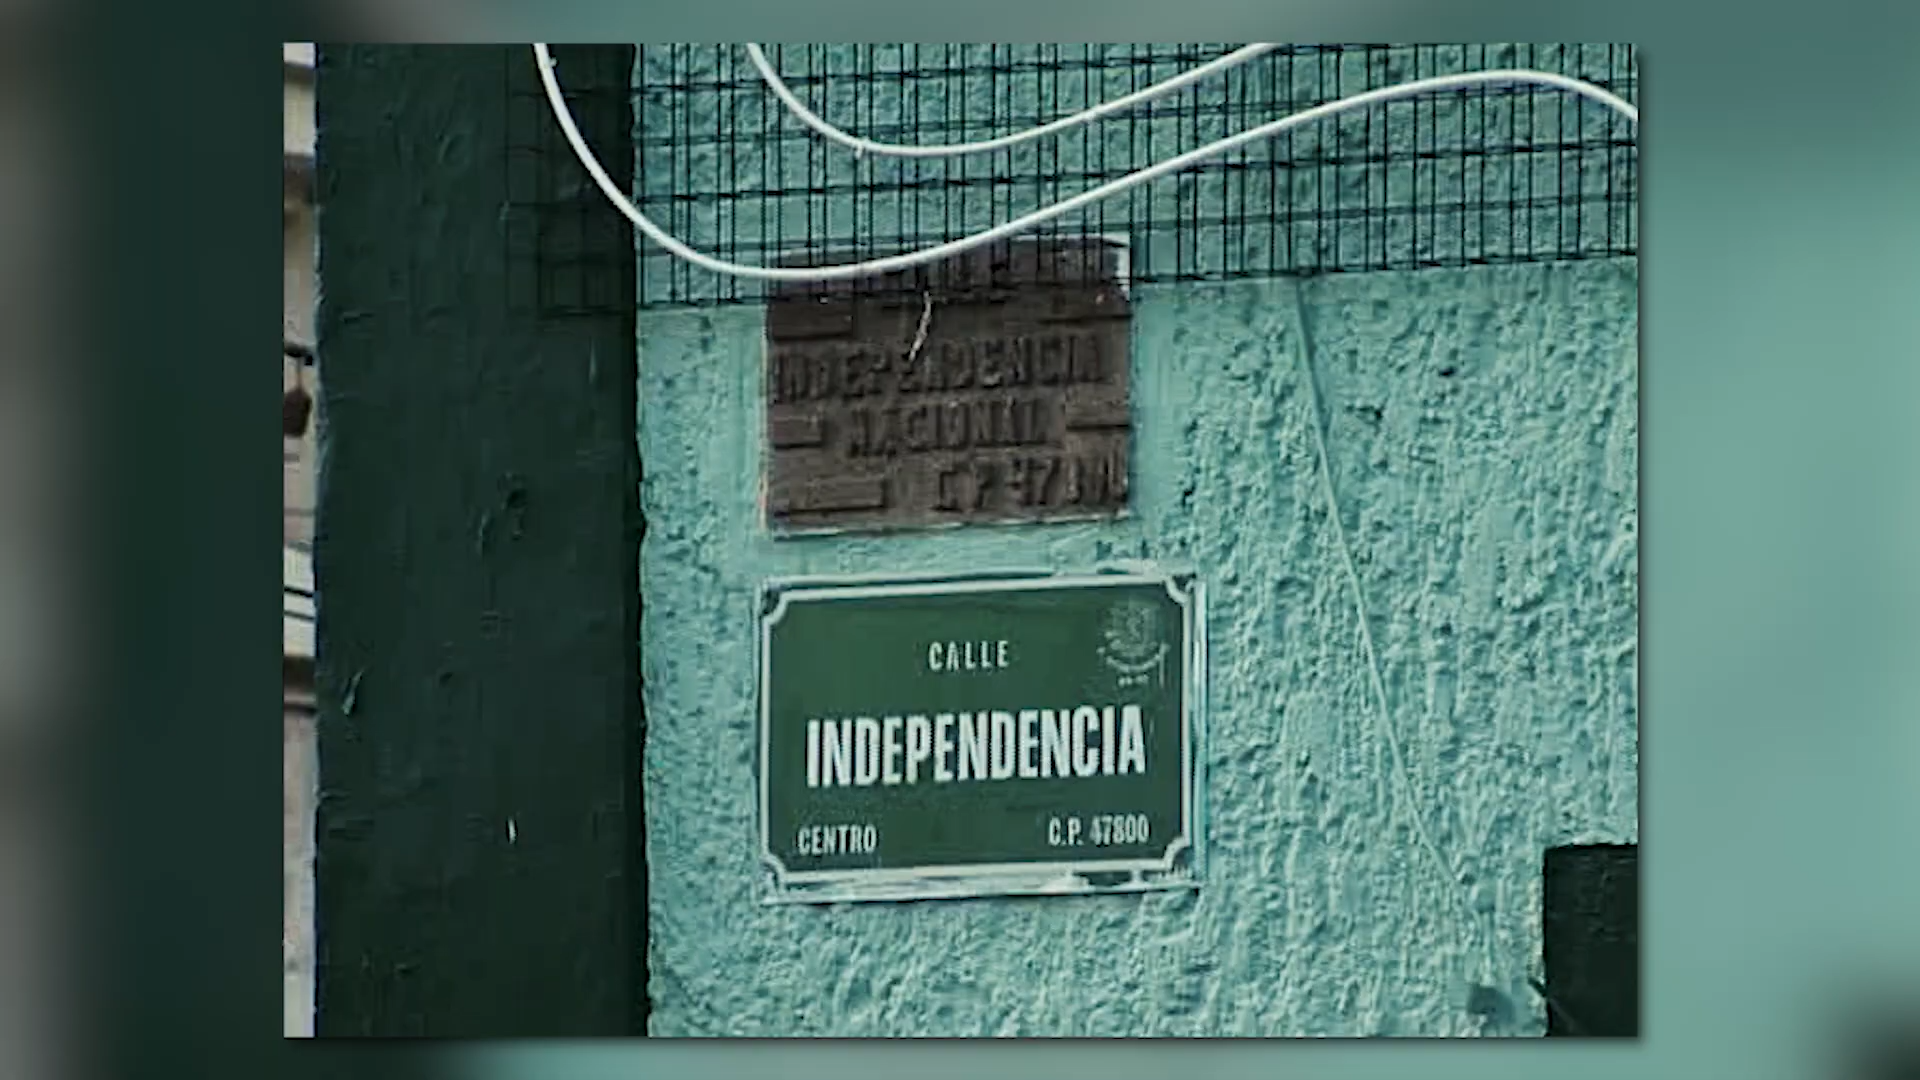 INDEPENDENCIA
NACIONAL
CALLE
INDEPENDENCIA
CENTRO
C.P. 47800